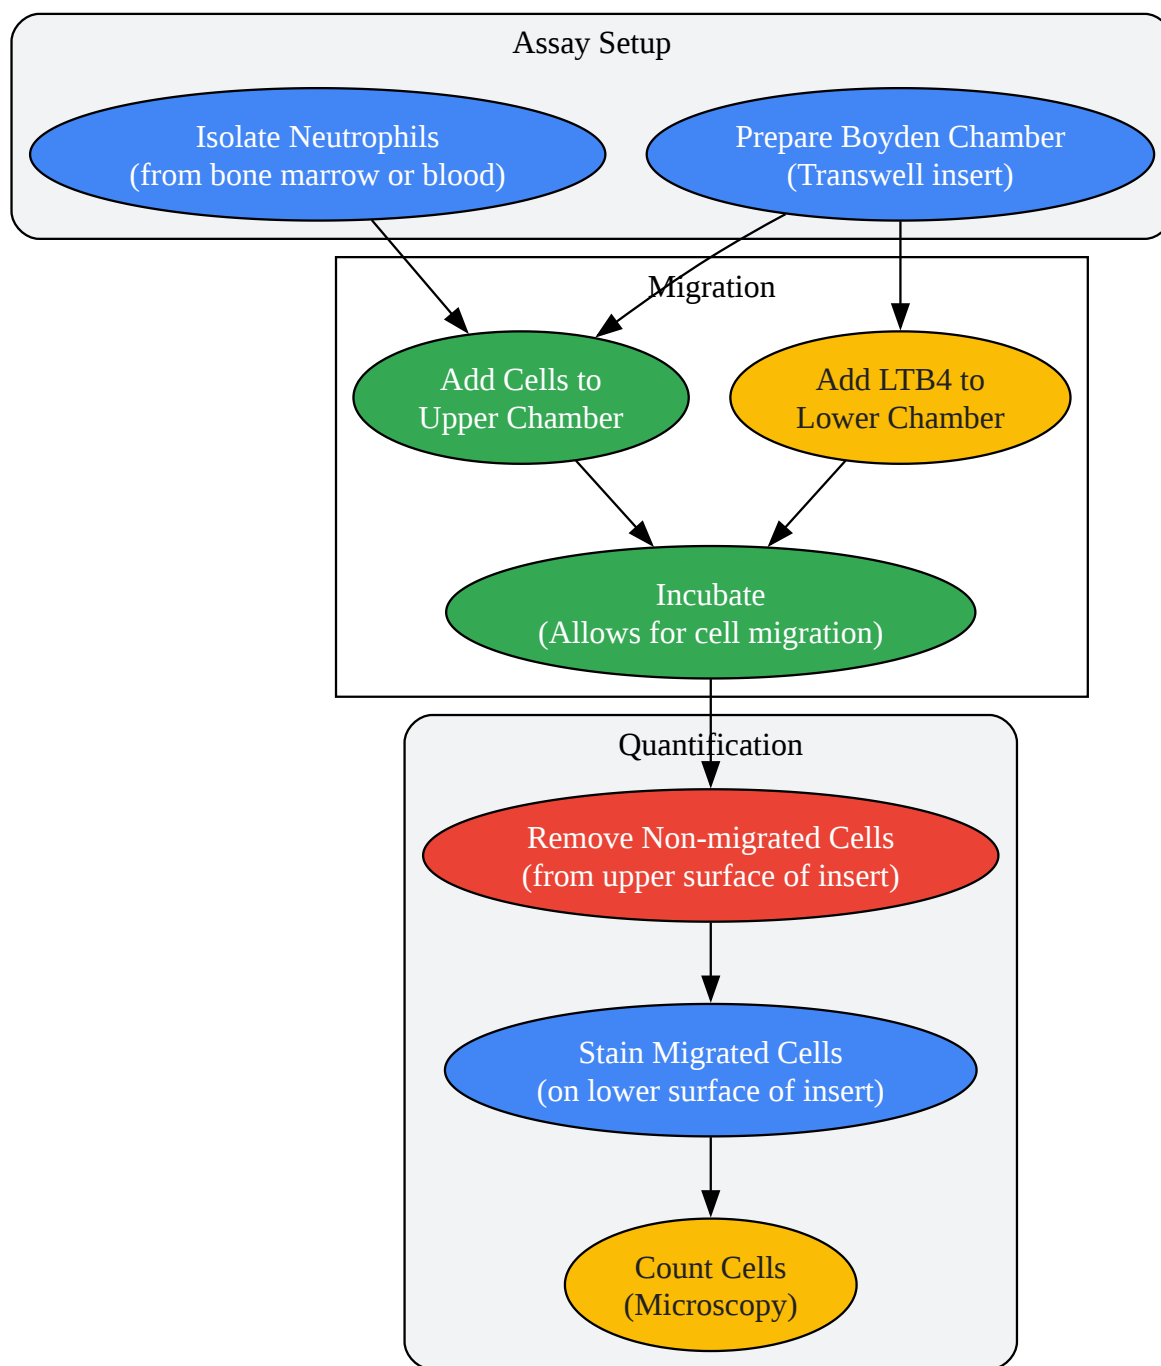 Assay Setup
Isolate Neutrophils
(from bone marrow or blood)
Prepare Boyden Chamber
(Transwell insert)
Migration
Add Cells to
Upper Chamber
Add LTB4 to
Lower Chamber
Incubate
(Allows for cell migration)
Quantification
Remove Non-migrated Cells
(from upper surface of insert)
Stain Migrated Cells
(on lower surface of insert)
Count Cells
(Microscopy)